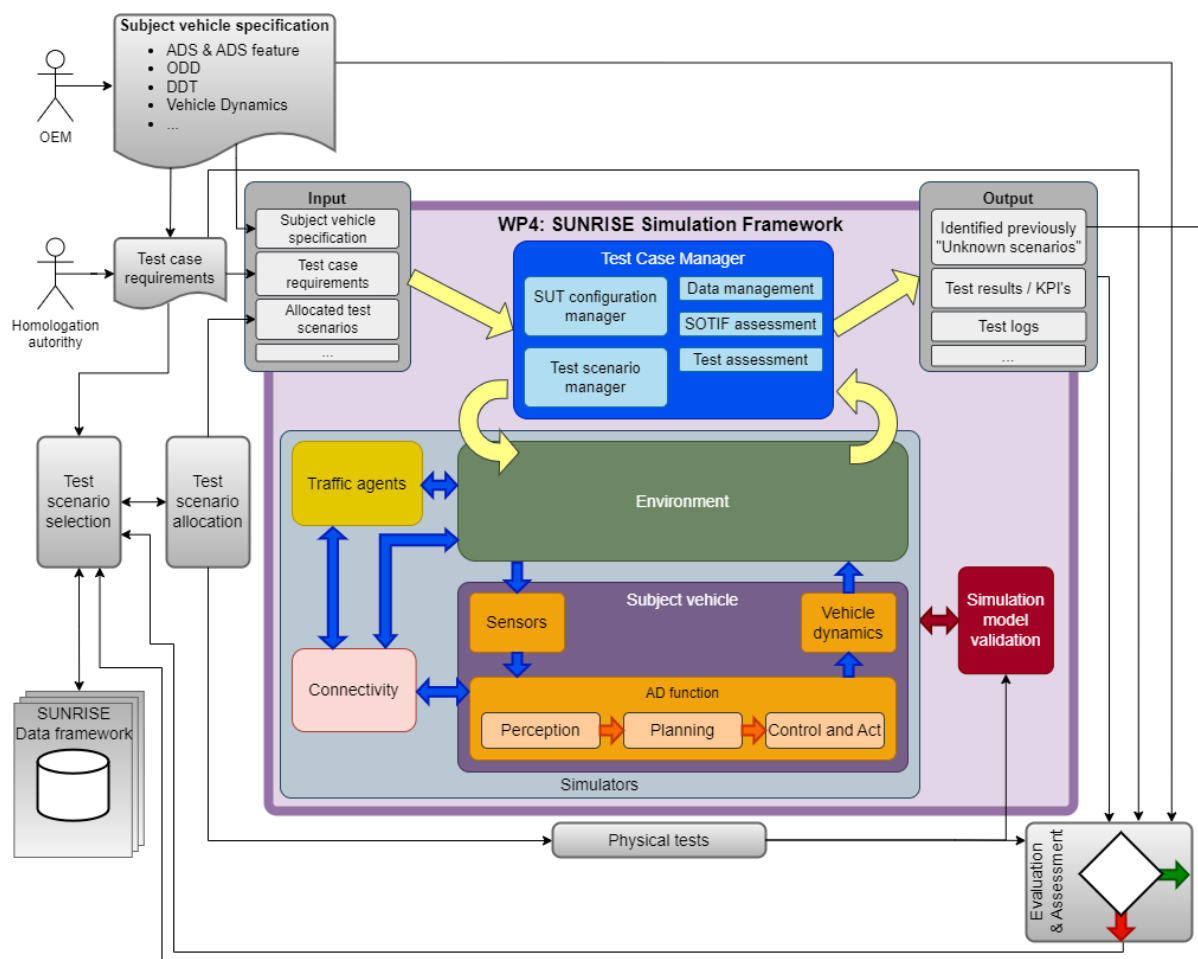 Subject vehicle specification
• ADS & ADS feature
• ODD
• DDT
• Vehicle Dynamics
• ...
OEM
Input
Subject vehicle
specification
Test case
requirements
Allocated test
scenarios
...
Test case
requirements
Homologation
autorithy
WP4: SUNRISE Simulation Framework
Test Case Manager
SUT configuration
manager
Test scenario
manager
Data management
SOTIF assessment
Test assessment
Output
Identified previously
"Unknown scenarios"
Test results / KPI's
Test logs
...
Test
scenario
selection
Test
scenario
allocation
Traffic agents
Environment
Subject vehicle
Sensors
Vehicle
dynamics
Connectivity
AD function
Perception
Planning
Control and Act
Simulators
Simulation
model
validation
SUNRISE
Data framework
Physical tests
Evaluation
& Assessment